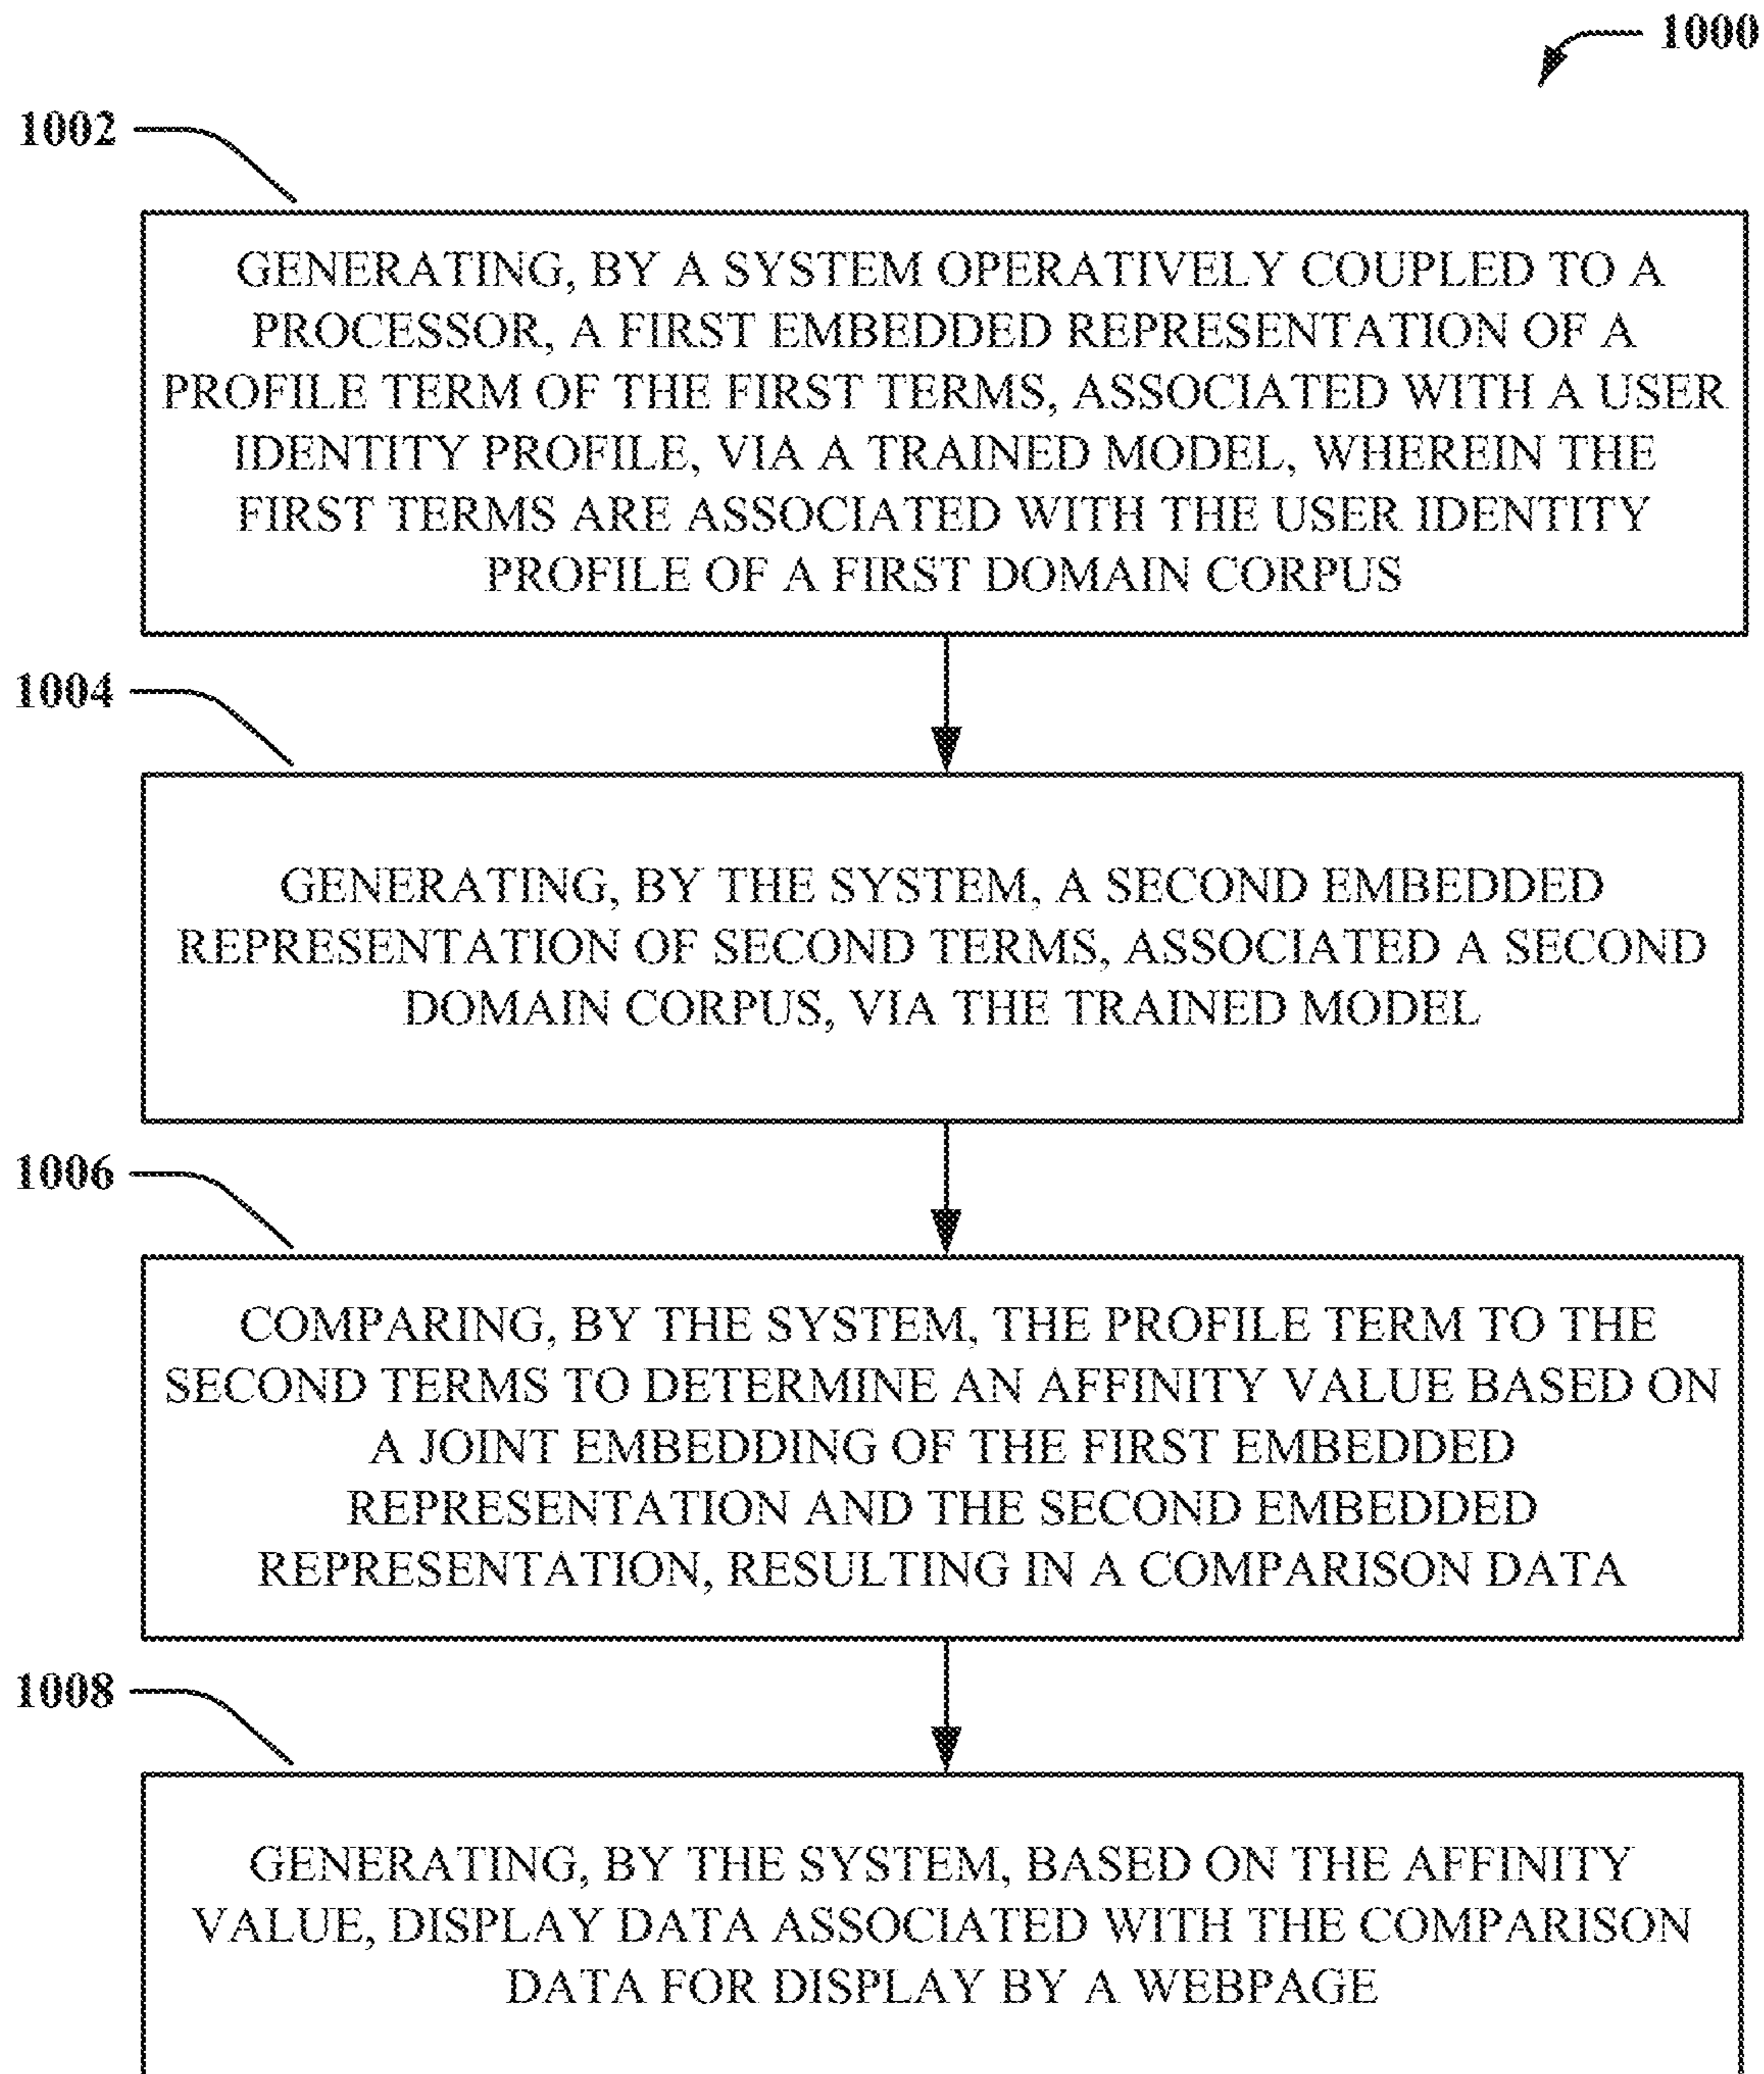 1000
1002
GENERATING, BY A SYSTEM OPERATIVELY COUPLED TO A
PROCESSOR, A FIRST EMBEDDED REPRESENTATION OF A
PROFILE TERM OF THE FIRST TERMS, ASSOCIATED WITH A USER
IDENTITY PROFILE, VIA A TRAINED MODEL, WHEREIN THE
FIRST TERMS ARE ASSOCIATED WITH THE USER IDENTITY
PROFILE OF A FIRST DOMAIN CORPUS
1004
GENERATING, BY THE SYSTEM, A SECOND EMBEDDED
REPRESENTATION OF SECOND TERMS, ASSOCIATED A SECOND
DOMAIN CORPUS, VIA THE TRAINED MODEL
1006
COMPARING, BY THE SYSTEM, THE PROFILE TERM TO THE
SECOND TERMS TO DETERMINE AN AFFINITY VALUE BASED ON
A JOINT EMBEDDING OF THE FIRST EMBEDDED
REPRESENTATION AND THE SECOND EMBEDDED
REPRESENTATION, RESULTING IN A COMPARISON DATA
1008
GENERATING, BY THE SYSTEM, BASED ON THE AFFINITY
VALUE, DISPLAY DATA ASSOCIATED WITH THE COMPARISON
DATA FOR DISPLAY BY A WEBPAGE